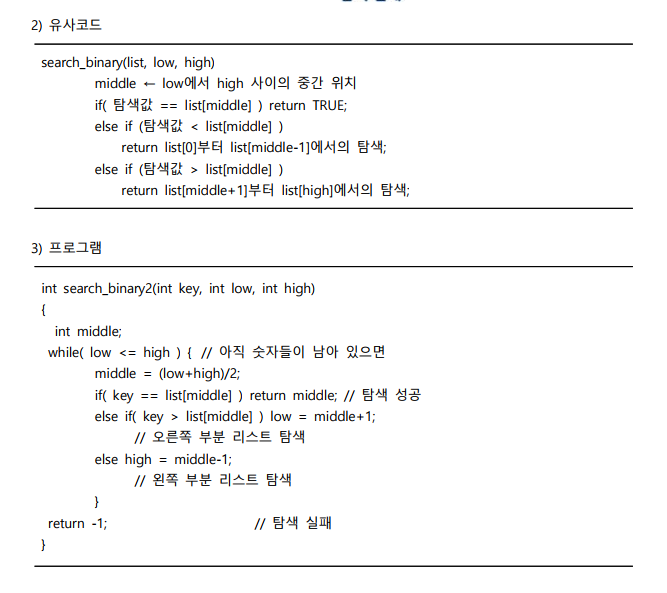 2) 유사코드
search_binary(list, low, high)
middle ← low에서 high 사이의 중간 위치
if( 탐색값 == list[middle] ) return TRUE;
else if (탐색값 < list[middle] )
return list[0]부터 list[middle-1]에서의 탐색;
else if (탐색값 > list[middle] )
return list[middle+1]부터 list[high]에서의 탐색;
3) 프로그램
int search_binary2(int key, int low, int high)
{
int middle;
while( low <= high ) { // 아직 숫자들이 남아 있으면
middle = (low+high)/2;
if( key == list[middle] ) return middle; // 탐색 성공
else if( key > list[middle] ) low = middle+1;
// 오른쪽 부분 리스트 탐색
else high = middle-1;
// 왼쪽 부분 리스트 탐색
}
return -1; // 탐색 실패
}